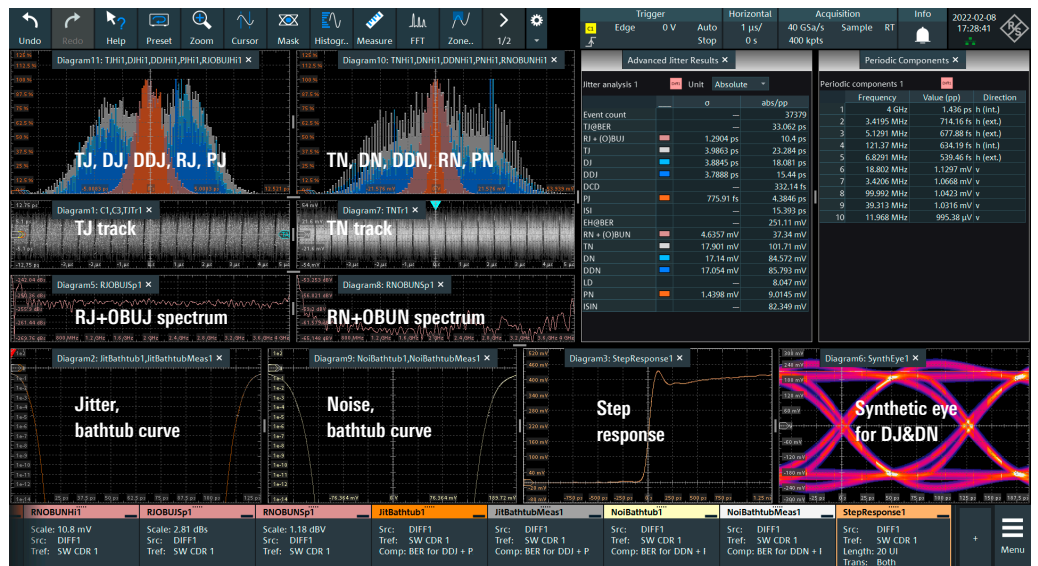 Undo Redo Help Preset Zoom Cursor Mask Histogr.. Measure FFT Zone.. 1/2
Trigger Horizontal Acquisition Info 2022-02-08
C1 Edge 0 V Auto 1 µs/ 40 GSa/s Sample RT 17:28:41
Stop 0 s 400 kpts
Diagram11: TJHi1,DJHi1,DDJHi1,PJHi1,RJOBUJHi1
TJ, DJ, DDJ, RJ, PJ
Diagram10: TNHi1,DNHi1,DDNHi1,PNHi1,RNOBUNHi1
TN, DN, DDN, RN, PN
Diagram1: C1,C3,TJTr1
TJ track
Diagram7: TNTr1
TN track
Diagram5: RJOBUJSp1
RJ+OBUJ spectrum
Diagram8: RNOBUNSp1
RN+OBUN spectrum
Advanced Jitter Results
Jitter analysis 1 Unit Absolute
σ abs/pp
Event count — 37379
TJ@BER — 33.062 ps
RJ + (O)BUJ 1.2904 ps 10.4 ps
TJ 3.9863 ps 23.284 ps
DJ 3.8845 ps 18.081 ps
DDJ 3.7888 ps 15.44 ps
DCD — 332.14 fs
PJ 775.91 fs 4.3846 ps
ISI — 15.393 ps
EH@BER — 251.11 mV
RN + (O)BUN 4.6357 mV 37.34 mV
TN 17.901 mV 101.71 mV
DN 17.14 mV 84.572 mV
DDN 17.054 mV 85.793 mV
LD — 8.047 mV
PN 1.4398 mV 9.0145 mV
ISIN — 82.349 mV
Periodic Components
Periodic components 1
Frequency Value (pp) Direction
1 4 GHz 1.436 ps h (int.)
2 3.4195 MHz 714.16 fs h (ext.)
3 5.1291 MHz 677.88 fs h (ext.)
4 121.37 MHz 634.19 fs h (int.)
5 6.8291 MHz 539.46 fs h (ext.)
6 18.802 MHz 1.1297 mV v
7 3.4206 MHz 1.0668 mV v
8 99.992 MHz 1.0423 mV v
9 39.313 MHz 1.0316 mV v
10 11.968 MHz 995.38 µV v
Diagram2: JitBathtub1,JitBathtubMeas1
Jitter,
bathtub curve
Diagram9: NoiBathtub1,NoiBathtubMeas1
Noise,
bathtub curve
Diagram3: StepResponse1
Step
response
Diagram6: SynthEye1
Synthetic eye
for DJ&DN
RNOBUNHi1 RJOBUJSp1 RNOBUNSp1 JitBathtub1 JitBathtubMeas1 NoiBathtub1 NoiBathtubMeas1 StepResponse1
Scale: 10.8 mV Scale: 2.81 dBs Scale: 1.18 dBV Src: DIFF1 Src: DIFF1 Src: DIFF1 Src: DIFF1 Src: DIFF1
Src: DIFF1 Src: DIFF1 Src: DIFF1 Tref: SW CDR 1 Tref: SW CDR 1 Tref: SW CDR 1 Tref: SW CDR 1 Tref: SW CDR 1
Tref: SW CDR 1 Tref: SW CDR 1 Tref: SW CDR 1 Comp: BER for DDJ + P Comp: BER for DDJ + P Comp: BER for DDN + I Comp: BER for DDN + I Length: 20 UI
Trans: Both
Menu